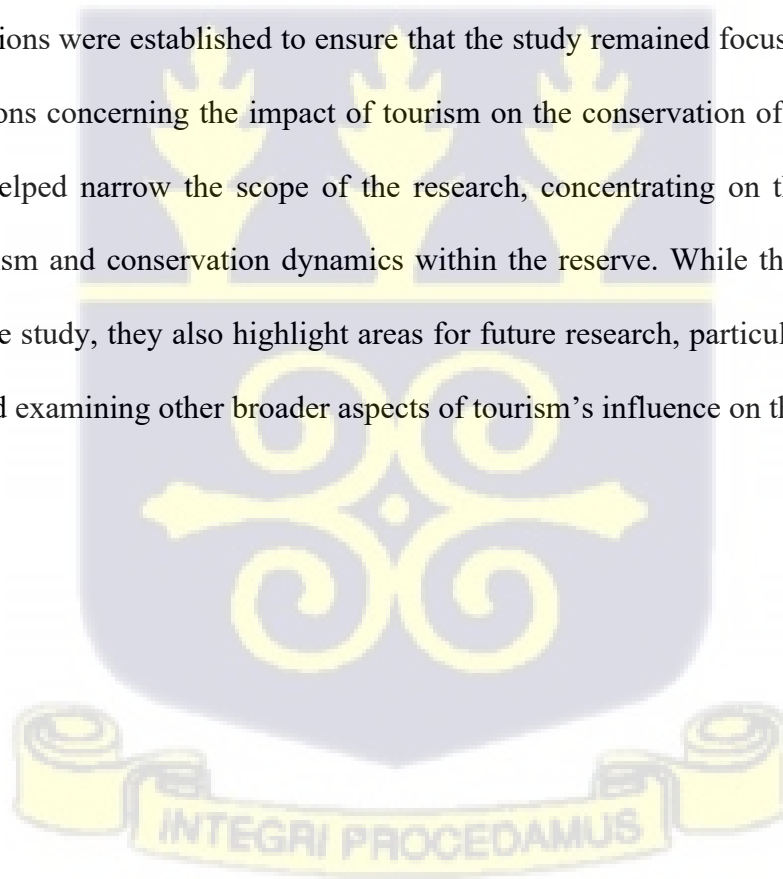 ions were established to ensure that the study remained focus
ons concerning the impact of tourism on the conservation of
elped narrow the scope of the research, concentrating on t
sm and conservation dynamics within the reserve. While th
e study, they also highlight areas for future research, particul
d examining other broader aspects of tourism’s influence on th
INTEGRI PROCEDAMUS